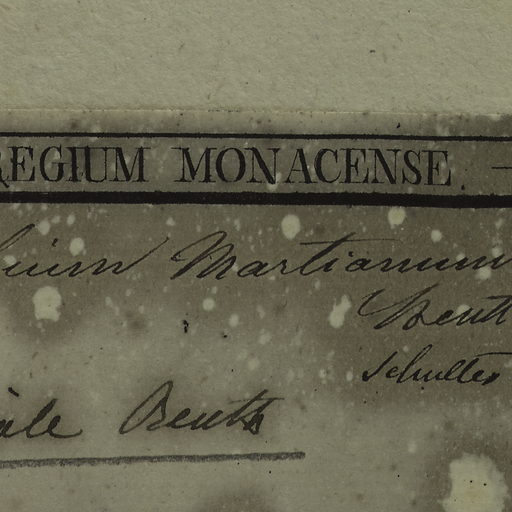 REGIUM MONACENSE.
Martianum
Benth
Schultes
Benth